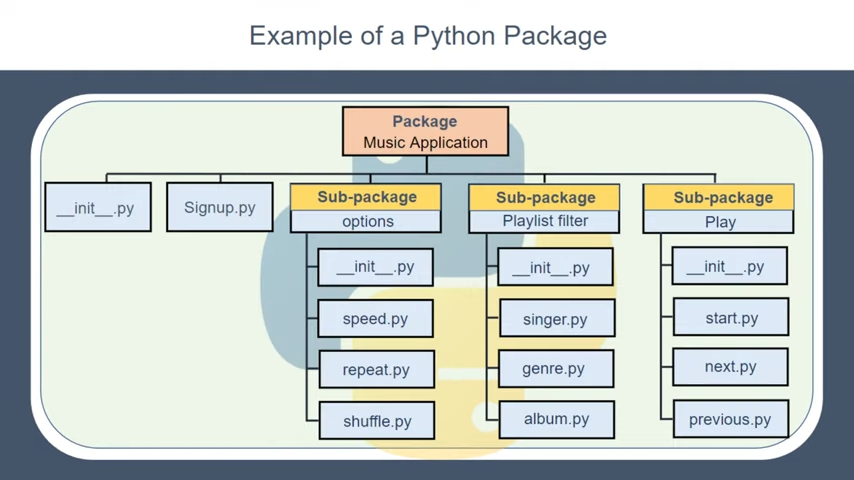 Example of a Python Package
Package
Music Application
__init__.py
Signup.py
Sub-package
options
Sub-package
Playlist filter
Sub-package
Play
__init__.py
speed.py
repeat.py
shuffle.py
__init__.py
singer.py
genre.py
album.py
__init__.py
start.py
next.py
previous.py